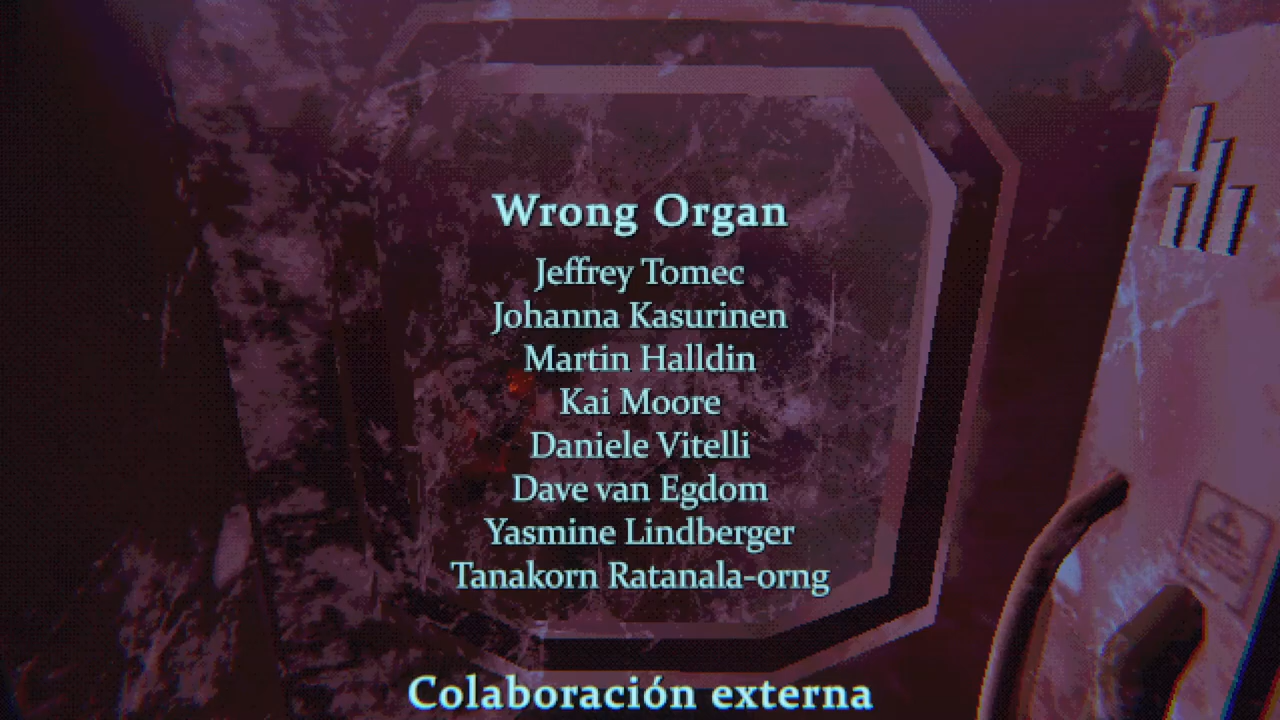 Wrong Organ
Jeffrey Tomec
Johanna Kasurinen
Martin Halldin
Kai Moore
Daniele Vitelli
Dave van Egdom
Yasmine Lindberger
Tanakorn Ratanala-orng
Colaboración externa